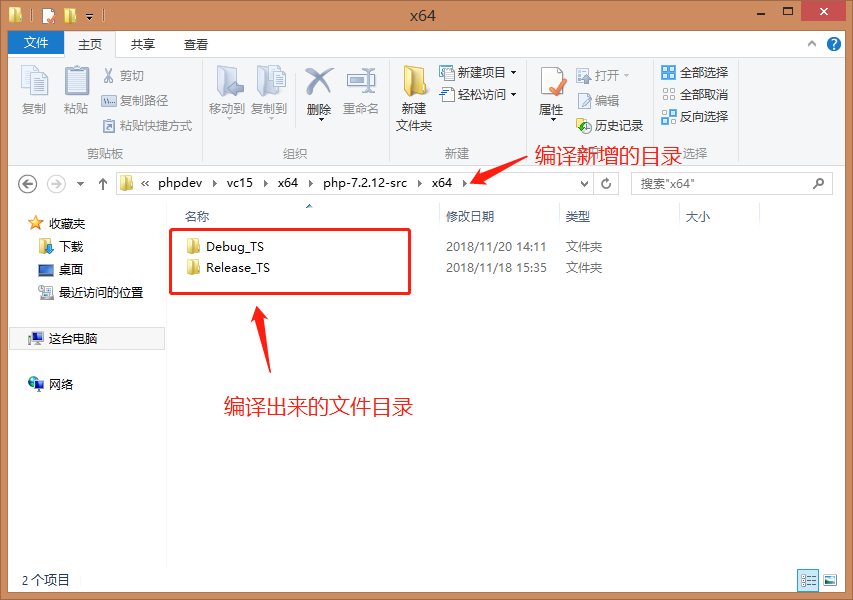 x64
文件 主页 共享 查看
复制 粘贴 剪切 复制路径 粘贴快捷方式
移动到 复制到 删除 重命名
新建文件夹 新建项目 轻松访问
属性 打开 编辑 历史记录
全部选择 全部取消 反向选择
剪贴板 组织 新建 选择
编译新增的目录
« phpdev vc15 x64 php-7.2.12-src x64
搜索"x64"
名称 修改日期 类型 大小
Debug_TS 2018/11/20 14:11 文件夹
Release_TS 2018/11/18 15:35 文件夹
收藏夹
下载
桌面
最近访问的位置
这台电脑
网络
编译出来的文件目录
2 个项目